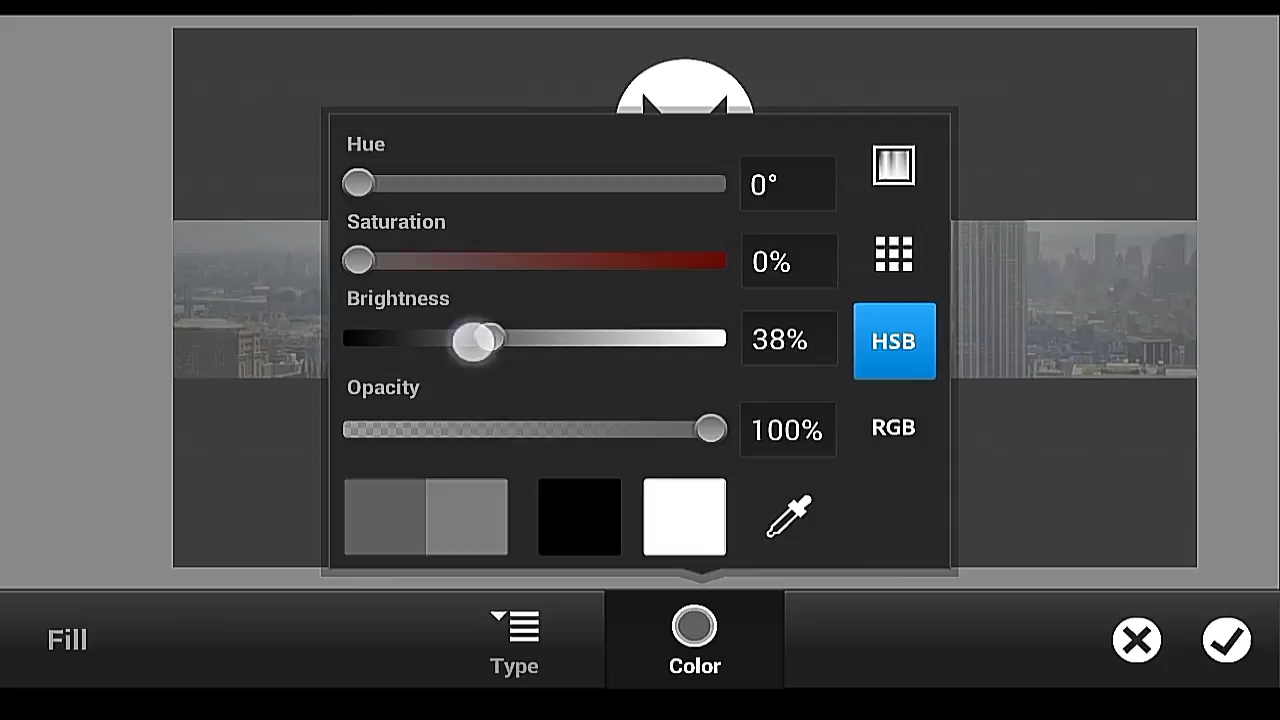 Hue
0°
Saturation
0%
Brightness
38%
HSB
Opacity
100%
RGB
Fill
Type
Color